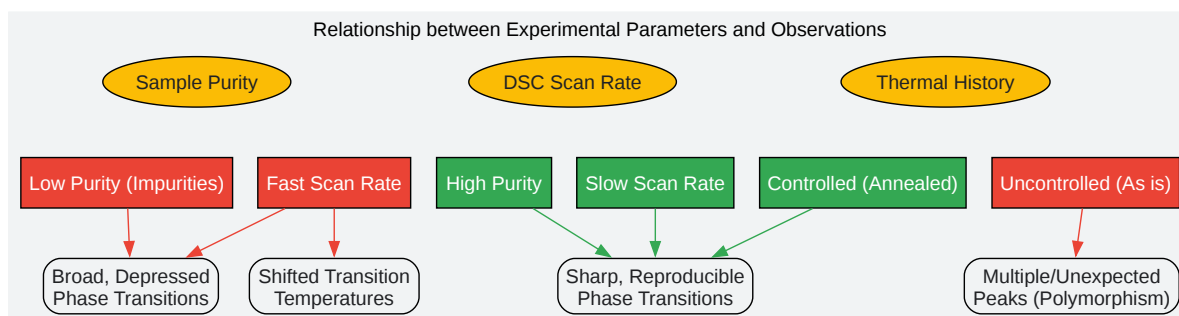 Relationship between Experimental Parameters and Observations
Sample Purity
DSC Scan Rate
Thermal History
Low Purity (Impurities)
Fast Scan Rate
High Purity
Slow Scan Rate
Controlled (Annealed)
Uncontrolled (As is)
Broad, Depressed
Phase Transitions
Shifted Transition
Temperatures
Sharp, Reproducible
Phase Transitions
Multiple/Unexpected
Peaks (Polymorphism)